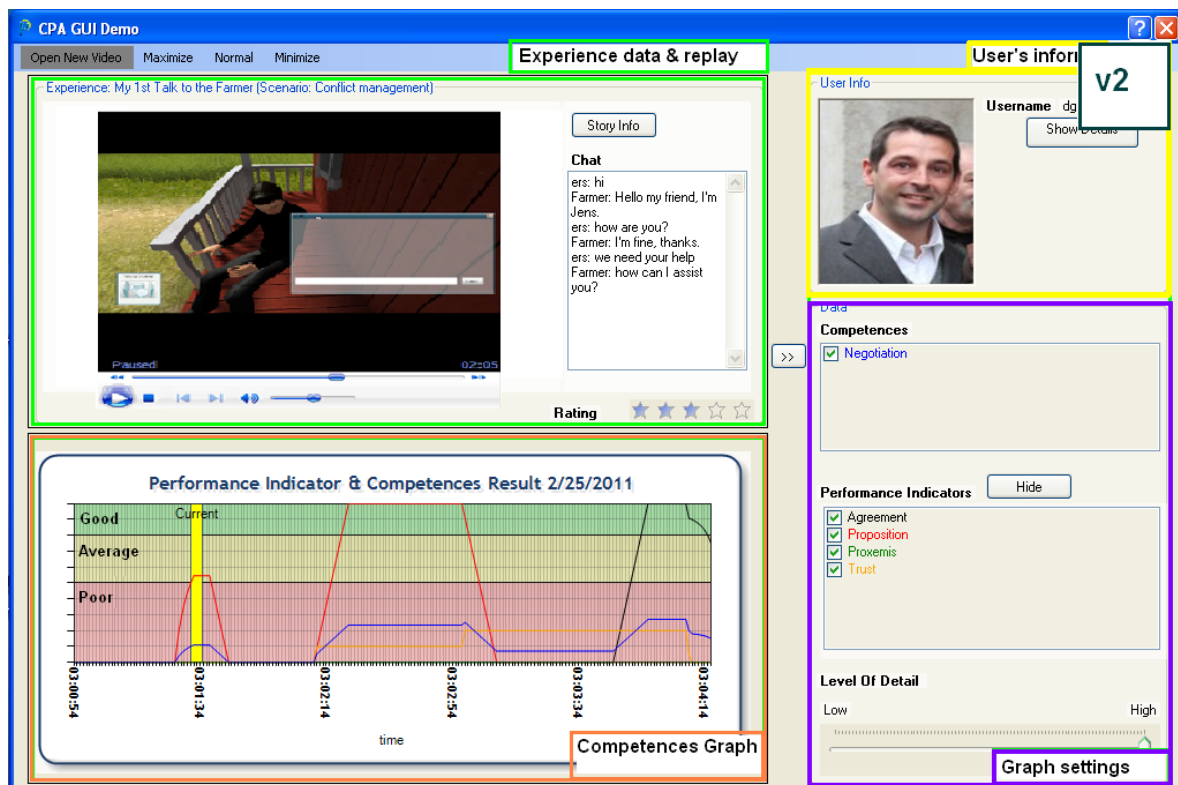 CPA GUI Demo
Open New Video Maximize Normal Minimize
Experience data & replay
User's inforn
v2
Experience: My 1st Talk to the Farmer (Scenario: Conflict management)
Paused!
02:05
Story Info
Chat
ers: hi
Farmer: Hello my friend, I'm
Jens.
ers: how are you?
Farmer: I'm fine, thanks.
ers: we need your help
Farmer: how can I assist
you?
Rating
>>
User Info
Username dg
Show Details
Data
Competences
Negotiation
Performance Indicators
Hide
Agreement
Proposition
Proxemis
Trust
Level Of Detail
Low
High
Graph settings
Performance Indicator & Competences Result 2/25/2011
Good
Current
Average
Poor
03:00:54
03:01:34
03:02:14
03:02:54
03:03:34
03:04:14
time
Competences Graph